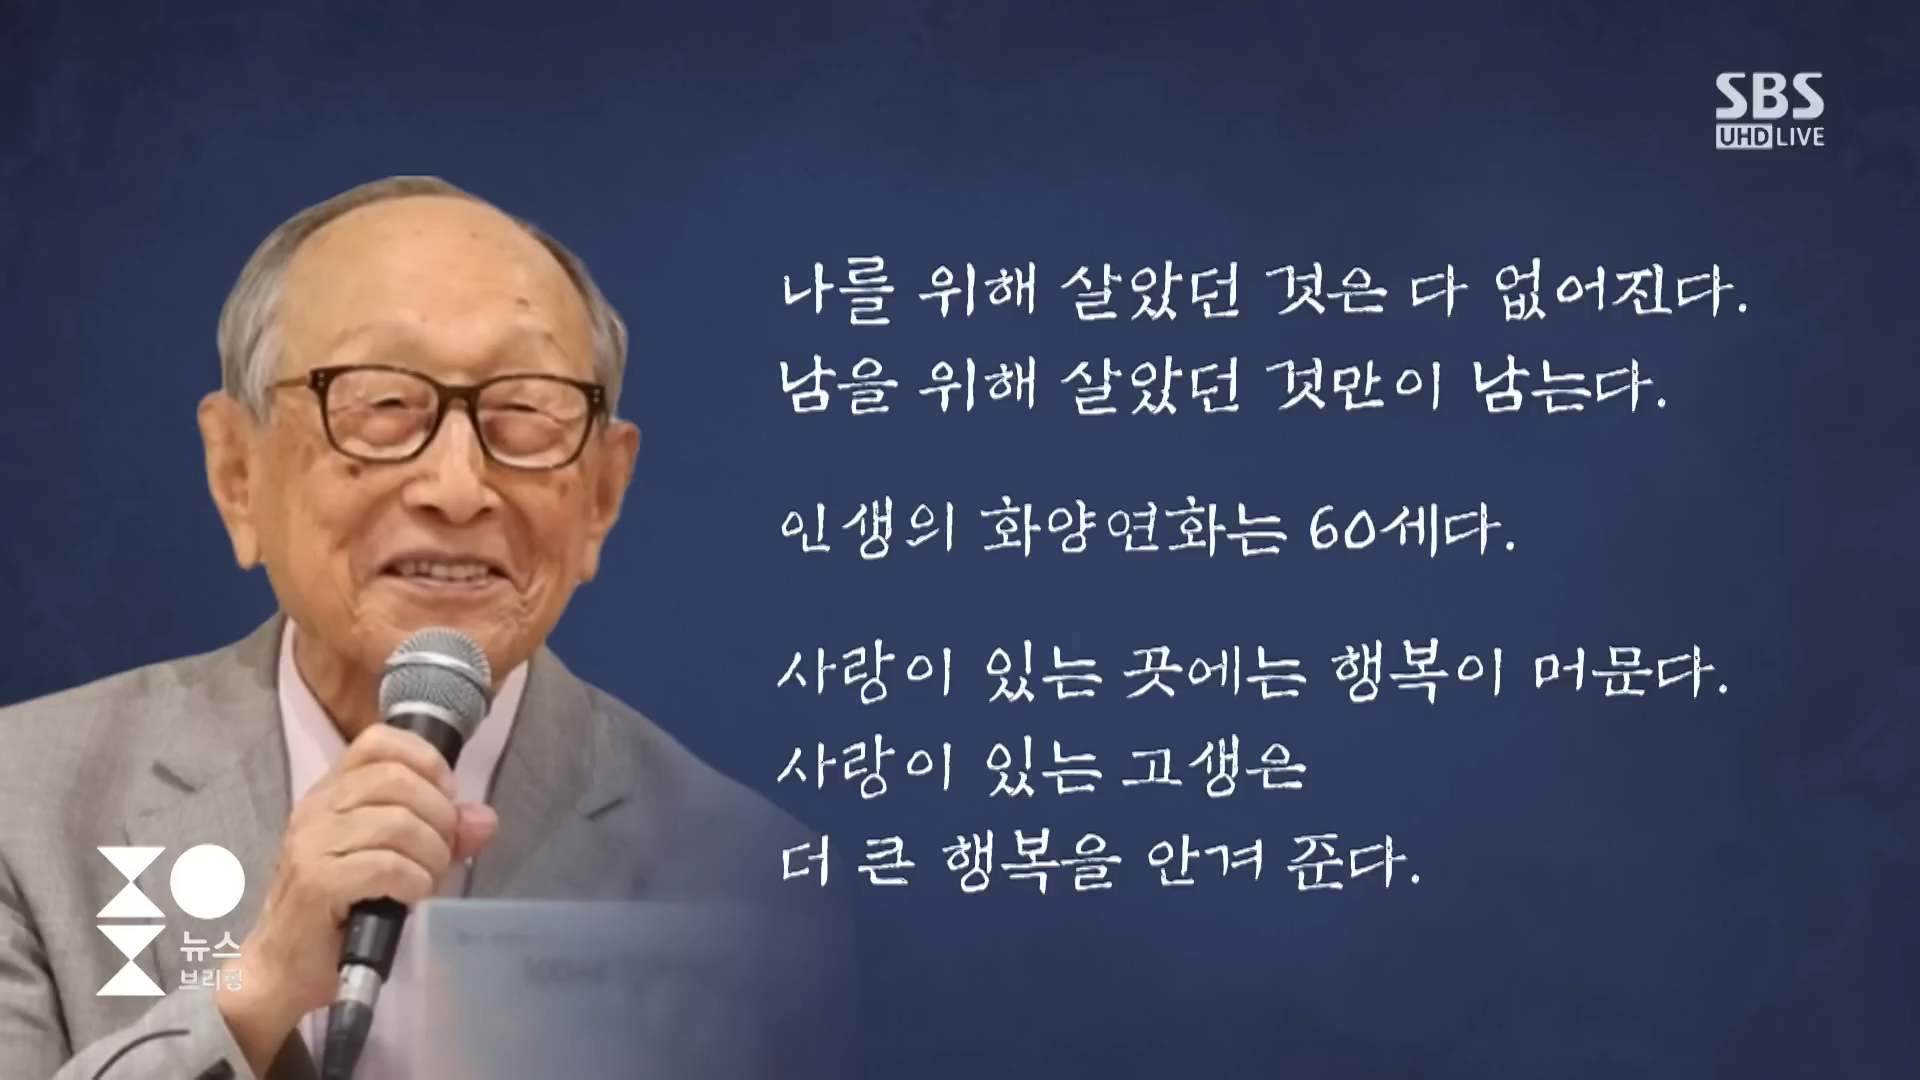 SBS
UHD LIVE
나를 위해 살았던 것은 다 없어진다.
남을 위해 살았던 것만이 남는다.
인생의 화양연화는 60세다.
사랑이 있는 곳에는 행복이 머문다.
사랑이 있는 고생은
더 큰 행복을 안겨 준다.
뉴스
브리핑